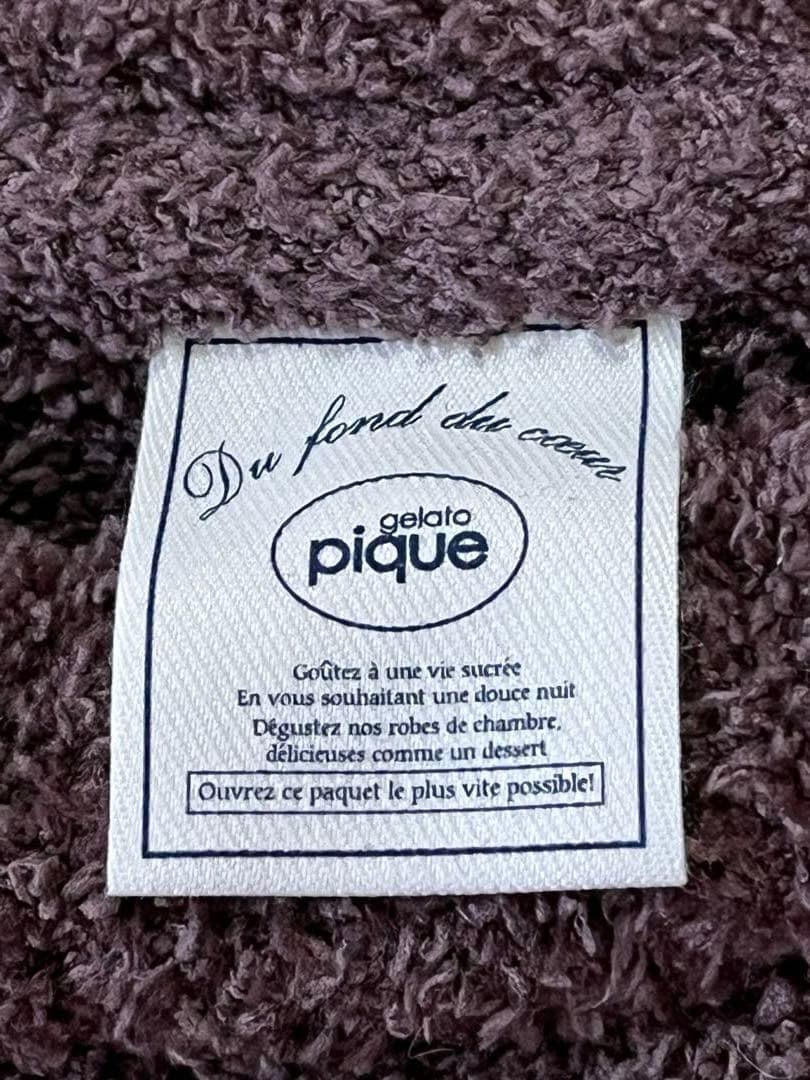 Du fond du cœur
gelato
pique
Goûtez à une vie sucrée
En vous souhaitant une douce nuit
Dégustez nos robes de chambre,
délicieuses comme un dessert
Ouvrez ce paquet le plus vite possible!